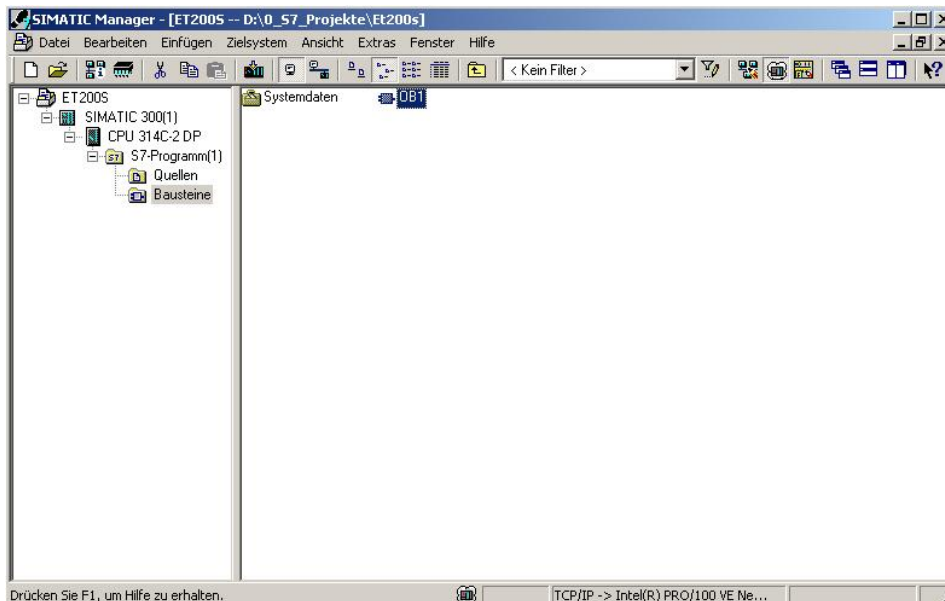 SIMATIC Manager - [ET200S -- D:\0_S7_Projekte\Et200s]
Datei Bearbeiten Einfügen Zielsystem Ansicht Extras Fenster Hilfe
< Kein Filter >
ET200S
SIMATIC 300(1)
CPU 314C-2 DP
S7-Programm(1)
Quellen
Bausteine
Systemdaten OB1
Drücken Sie F1, um Hilfe zu erhalten. TCP/IP -> Intel(R) PRO/100 VE Ne...